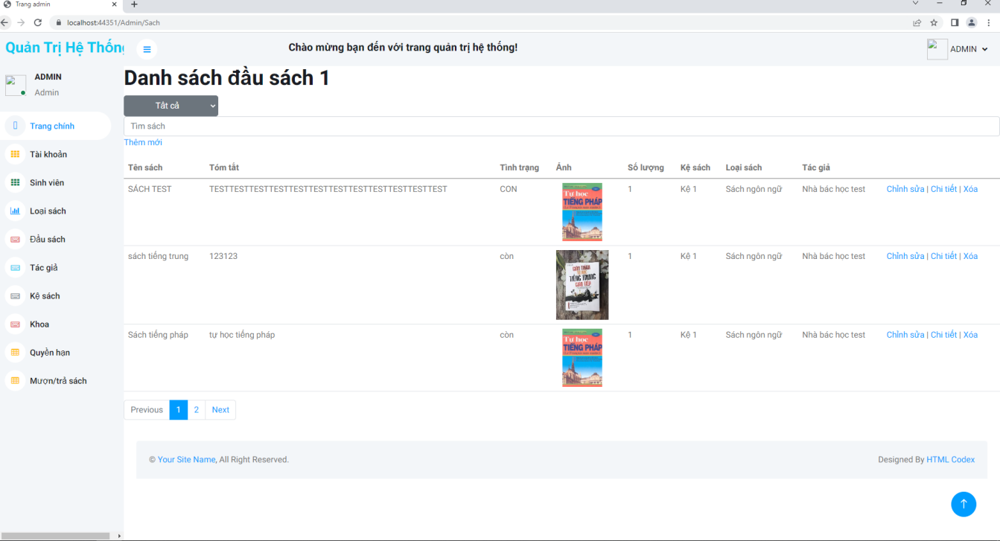 Trang admin
localhost:44351/Admin/Sach
Quản Trị Hệ Thống
Chào mừng bạn đến với trang quản trị hệ thống!
ADMIN
ADMIN
Admin
Trang chính
Tài khoản
Sinh viên
Loại sách
Đầu sách
Tác giả
Kệ sách
Khoa
Quyền hạn
Mượn/trả sách
Danh sách đầu sách 1
Tất cả
Tìm sách
Thêm mới
Tên sách Tóm tắt Tình trạng Ảnh Số lượng Kệ sách Loại sách Tác giả
SÁCH TEST TESTTESTTESTTESTTESTTESTTESTTESTTESTTESTTESTTEST CON 1 Kệ 1 Sách ngôn ngữ Nhà bác học test Chỉnh sửa | Chi tiết | Xóa
Tự học
TIẾNG PHÁP
sách tiếng trung 123123 còn 1 Kệ 1 Sách ngôn ngữ Nhà bác học test Chỉnh sửa | Chi tiết | Xóa
TIẾNG TRUNG
GIAO TIẾP
Sách tiếng pháp tự học tiếng pháp còn 1 Kệ 1 Sách ngôn ngữ Nhà bác học test Chỉnh sửa | Chi tiết | Xóa
Tự học
TIẾNG PHÁP
Previous 1 2 Next
© Your Site Name, All Right Reserved.
Designed By HTML Codex